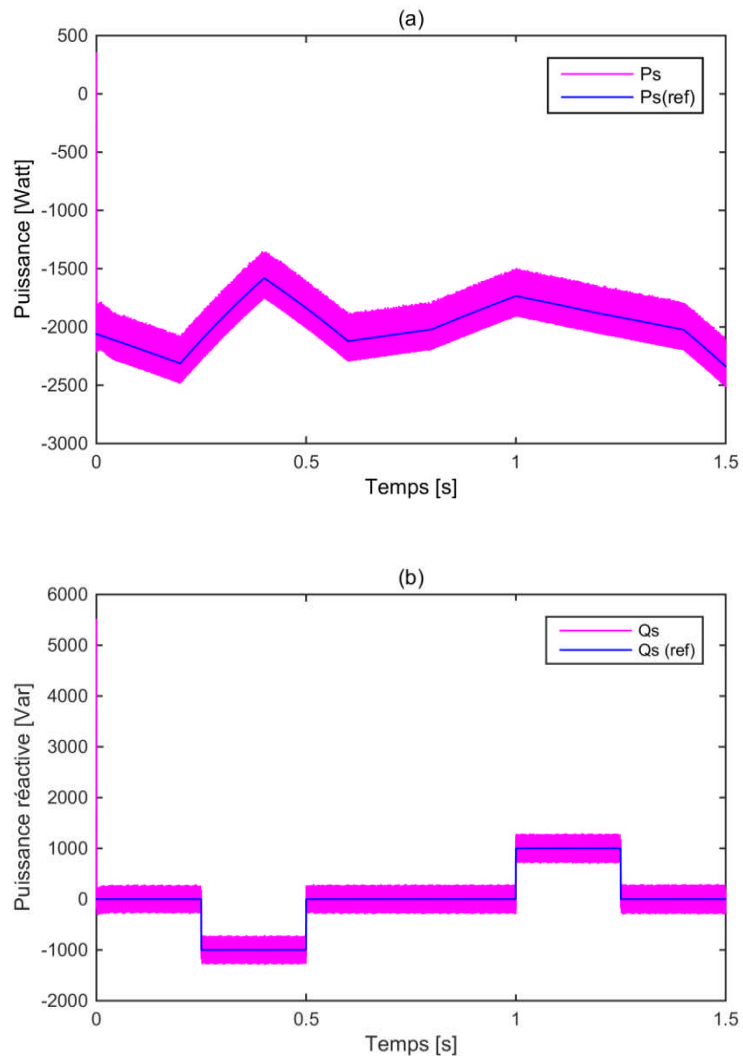 (a)
500
0
-500
-1000
-1500
-2000
-2500
-3000
Puissance [Watt]
Ps
Ps(ref)
0
0.5
1
1.5
Temps [s]
(b)
6000
5000
4000
3000
2000
1000
0
-1000
-2000
Puissance réactive [Var]
Qs
Qs (ref)
0
0.5
1
1.5
Temps [s]